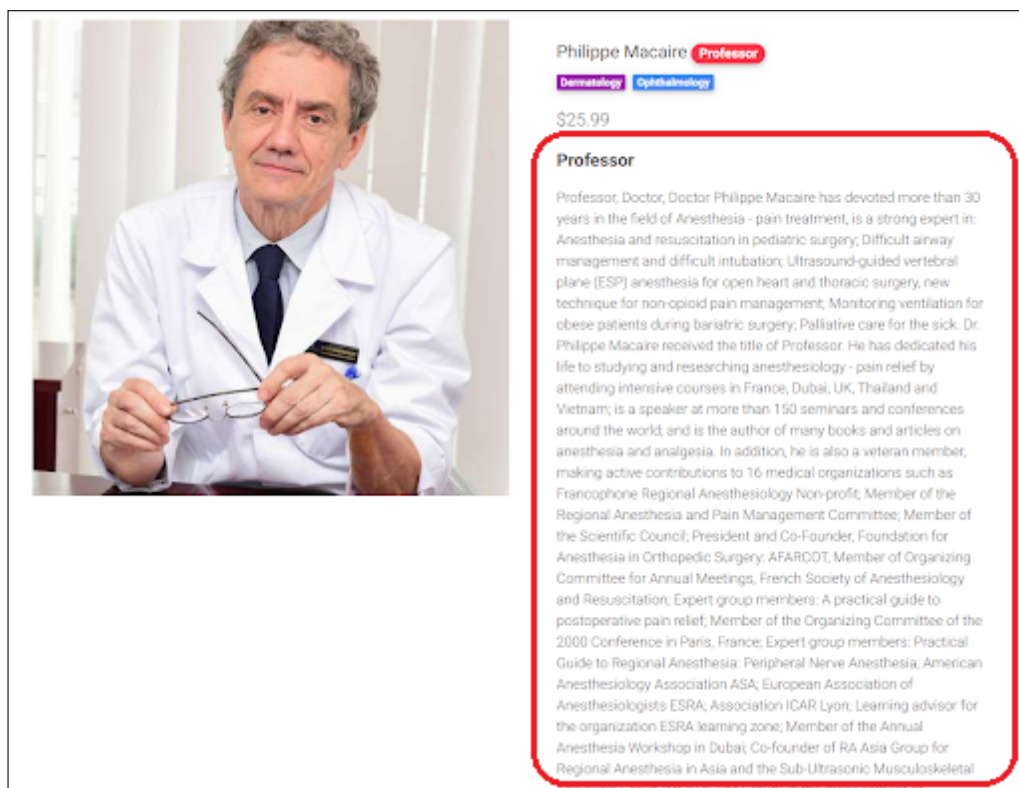 Philippe Macaire Professor
Dermatology Ophthalmology
$25.99
Professor
Professor, Doctor, Doctor Philippe Macaire has devoted more than 30
years in the field of Anesthesia - pain treatment, is a strong expert in:
Anesthesia and resuscitation in pediatric surgery; Difficult airway
management and difficult intubation; Ultrasound-guided vertebral
plane (ESP) anesthesia for open heart and thoracic surgery, new
technique for non-opioid pain management; Monitoring ventilation for
obese patients during bariatric surgery; Palliative care for the sick. Dr.
Philippe Macaire received the title of Professor. He has dedicated his
life to studying and researching anesthesiology - pain relief by
attending intensive courses in France, Dubai, UK, Thailand and
Vietnam; is a speaker at more than 150 seminars and conferences
around the world; and is the author of many books and articles on
anesthesia and analgesia. In addition, he is also a veteran member,
making active contributions to 16 medical organizations such as
Francophone Regional Anesthesiology Non-profit; Member of the
Regional Anesthesia and Pain Management Committee; Member of
the Scientific Council; President and Co-Founder, Foundation for
Anesthesia in Orthopedic Surgery: AFARCOT, Member of Organizing
Committee for Annual Meetings, French Society of Anesthesiology
and Resuscitation; Expert group members: A practical guide to
postoperative pain relief; Member of the Organizing Committee of the
2000 Conference in Paris, France; Expert group members: Practical
Guide to Regional Anesthesia: Peripheral Nerve Anesthesia; American
Anesthesiology Association ASA; European Association of
Anesthesiologists ESRA; Association ICAR Lyon; Learning advisor for
the organization ESRA learning zone; Member of the Annual
Anesthesia Workshop in Dubai; Co-founder of RA Asia Group for
Regional Anesthesia in Asia and the Sub-Ultrasonic Musculoskeletal